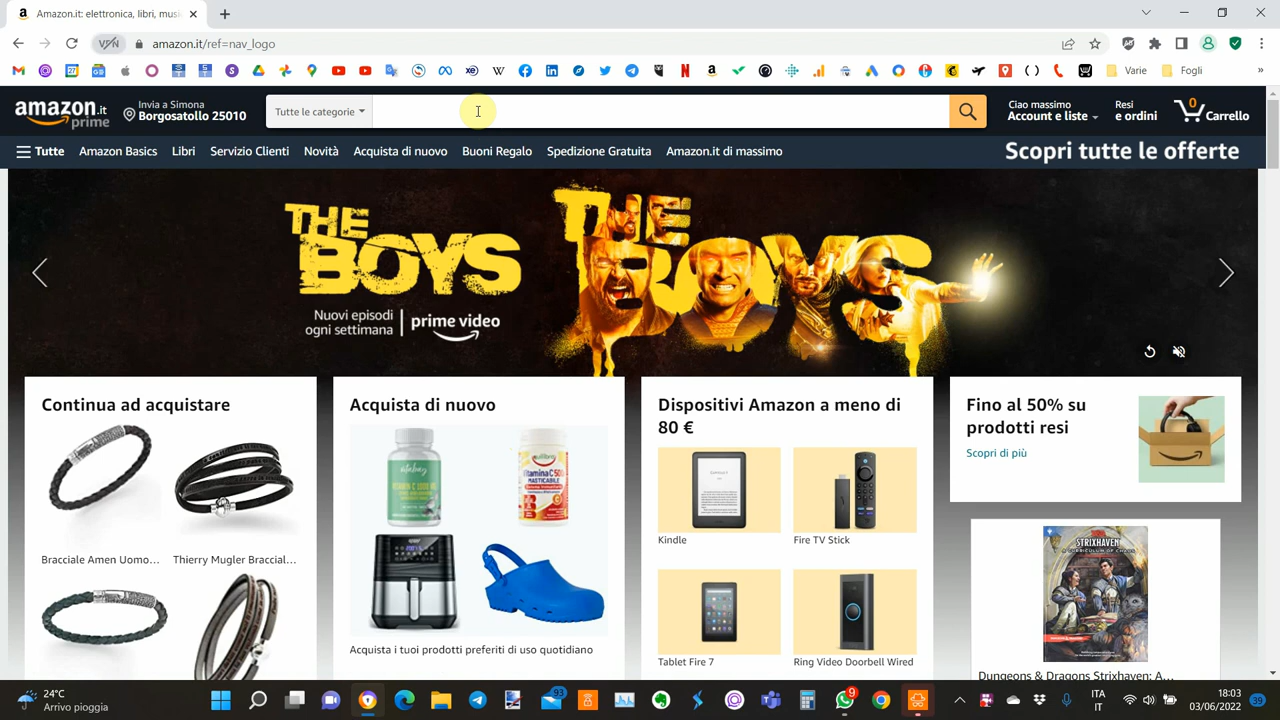 Amazon.it: elettronica, libri, musi
amazon.it/ref=nav_logo
VPN
Varie
Fogli
amazon.it
prime
Invia a Simona
Borgosatollo 25010
Tutte le categorie
Ciao massimo
Account e liste
Resi
e ordini
0
Carrello
Tutte
Amazon Basics
Libri
Servizio Clienti
Novità
Acquista di nuovo
Buoni Regalo
Spedizione Gratuita
Amazon.it di massimo
Scopri tutte le offerte
THE
BOYS
Nuovi episodi
ogni settimana
prime video
THE
BOYS
Continua ad acquistare
Bracciale Amen Uomo...
Thierry Mugler Braccial...
Acquista di nuovo
Acquista i tuoi prodotti preferiti di uso quotidiano
Dispositivi Amazon a meno di
80 €
Kindle
Fire TV Stick
Tablet Fire 7
Ring Video Doorbell Wired
Fino al 50% su
prodotti resi
Scopri di più
STRIXHAVEN
Dungeons & Dragons Strixhaven: A...
24°C
Arrivo pioggia
93
9
ITA
IT
18:03
03/06/2022
39